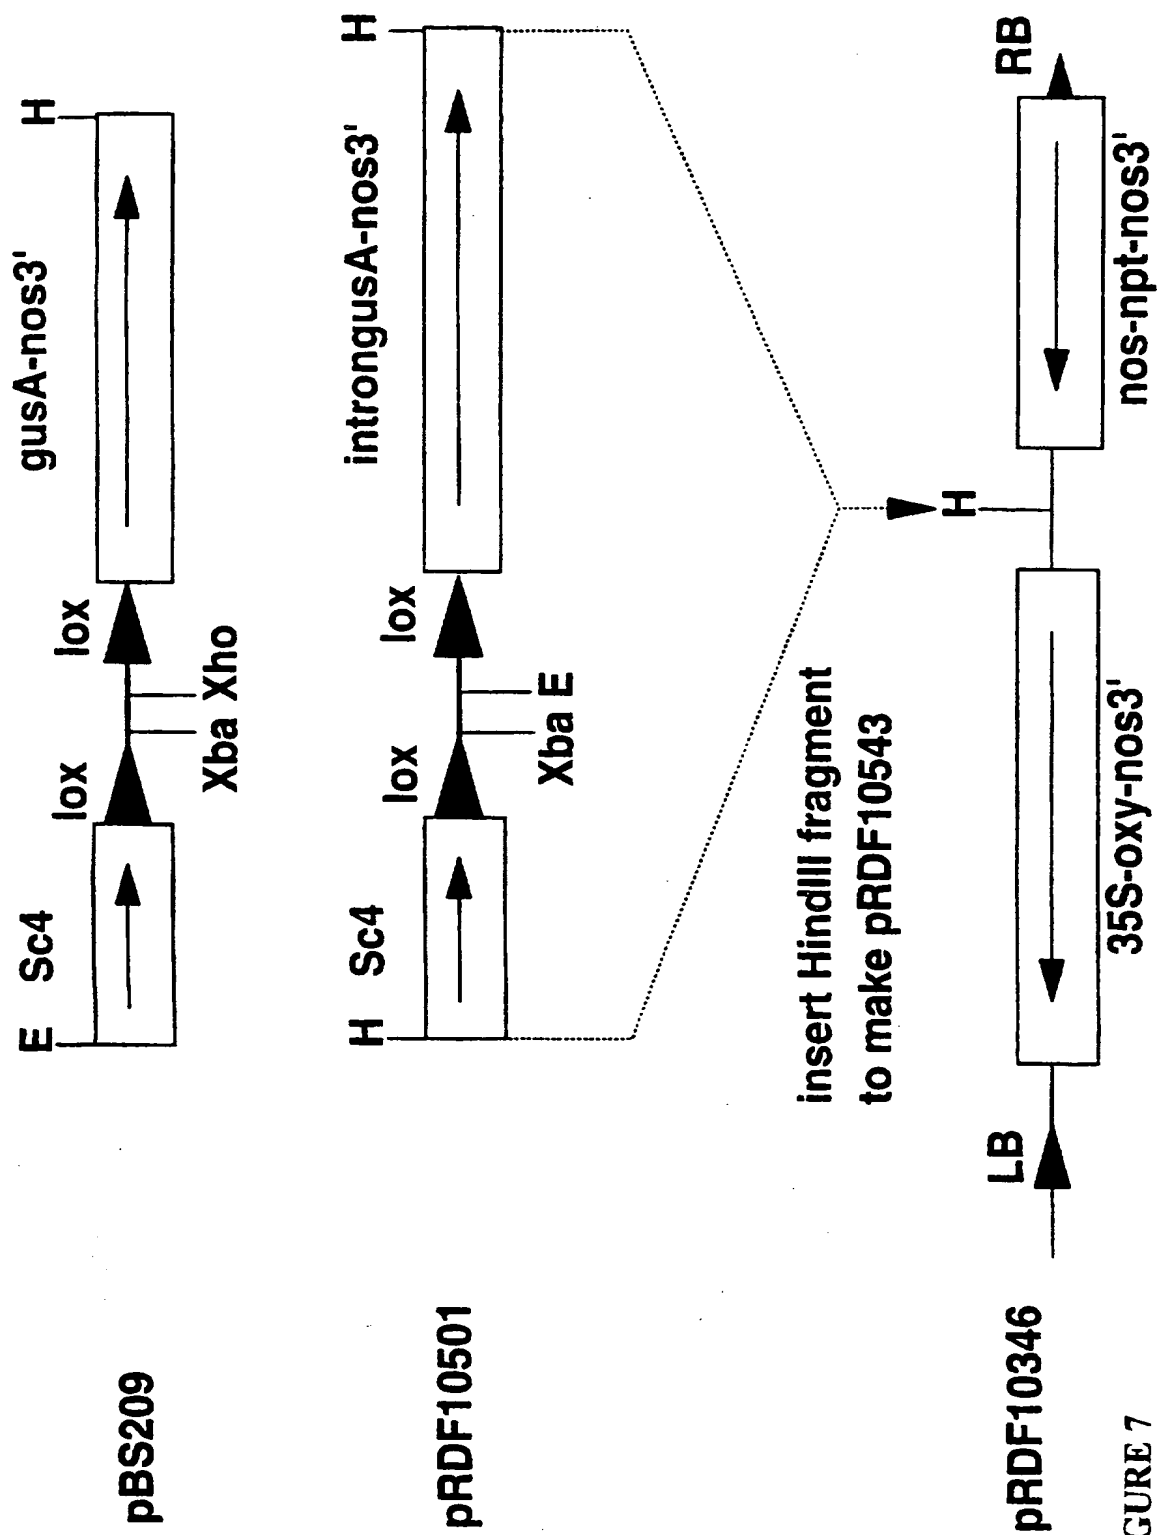 pBS209
E
Sc4
lox
Xba
Xho
lox
gusA-nos3'
H
pRDF10501
H
Sc4
lox
Xba
E
lox
introngusA-nos3'
H
insert HindIII fragment
to make pRDF10543
pRDF10346
LB
35S-oxy-nos3'
H
nos-npt-nos3'
RB
GURE 7